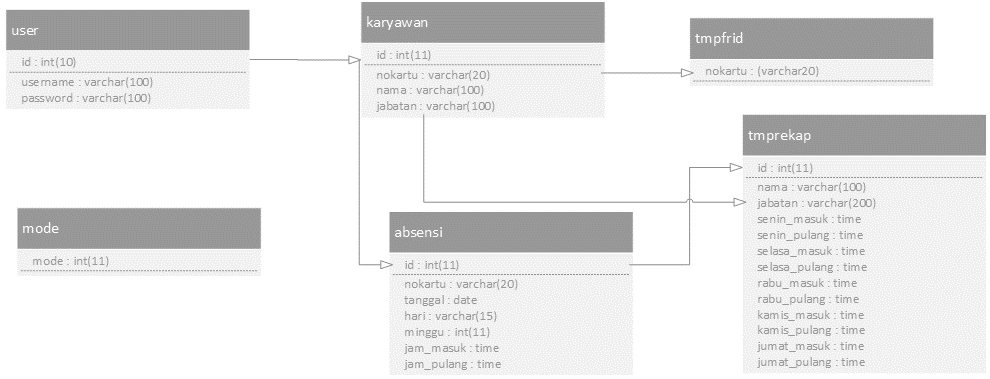 user
id : int(10)
username : varchar(100)
password : varchar(100)
karyawan
id : int(11)
nokartu : varchar(20)
nama : varchar(100)
jabatan : varchar(100)
tmpfrid
nokartu : (varchar20)
tmprekap
id : int(11)
nama : varchar(100)
jabatan : varchar(200)
senin_masuk : time
senin_pulang : time
selasa_masuk : time
selasa_pulang : time
rabu_masuk : time
rabu_pulang : time
kamis_masuk : time
kamis_pulang : time
jumat_masuk : time
jumat_pulang : time
mode
mode : int(11)
absensi
id : int(11)
nokartu : varchar(20)
tanggal : date
hari : varchar(15)
minggu : int(11)
jam_masuk : time
jam_pulang : time